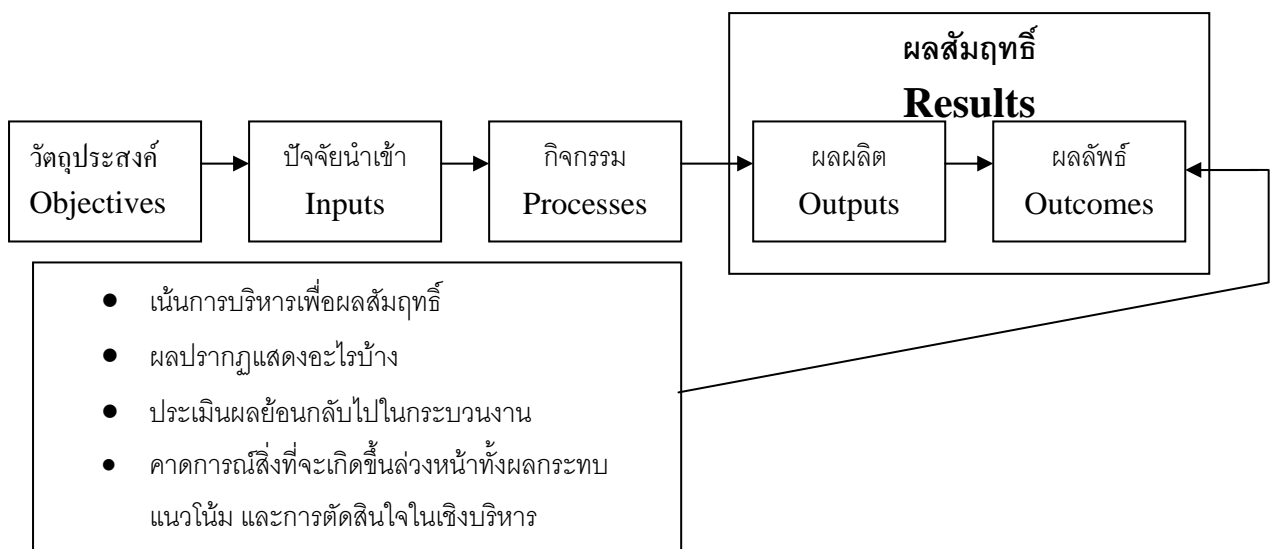 ผลสัมฤทธิ์
Results
วัตถุประสงค์
Objectives
ปัจจัยนำเข้า
Inputs
กิจกรรม
Processes
ผลผลิต
Outputs
ผลลัพธ์
Outcomes
● เน้นการบริหารเพื่อผลสัมฤทธิ์
● ผลปรากฏแสดงอะไรบ้าง
● ประเมินผลย้อนกลับไปในกระบวนงาน
● คาดการณ์สิ่งที่จะเกิดขึ้นล่วงหน้าทั้งผลกระทบ
แนวโน้ม และการตัดสินใจในเชิงบริหาร